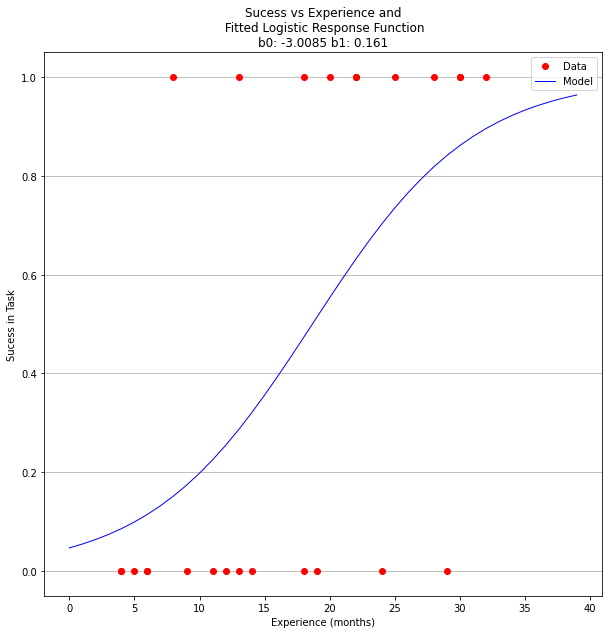 Sucess vs Experience and
Fitted Logistic Response Function
b0: -3.0085 b1: 0.161
Data
Model
1.0
0.8
0.6
0.4
0.2
0.0
Sucess in Task
0 5 10 15 20 25 30 35 40
Experience (months)